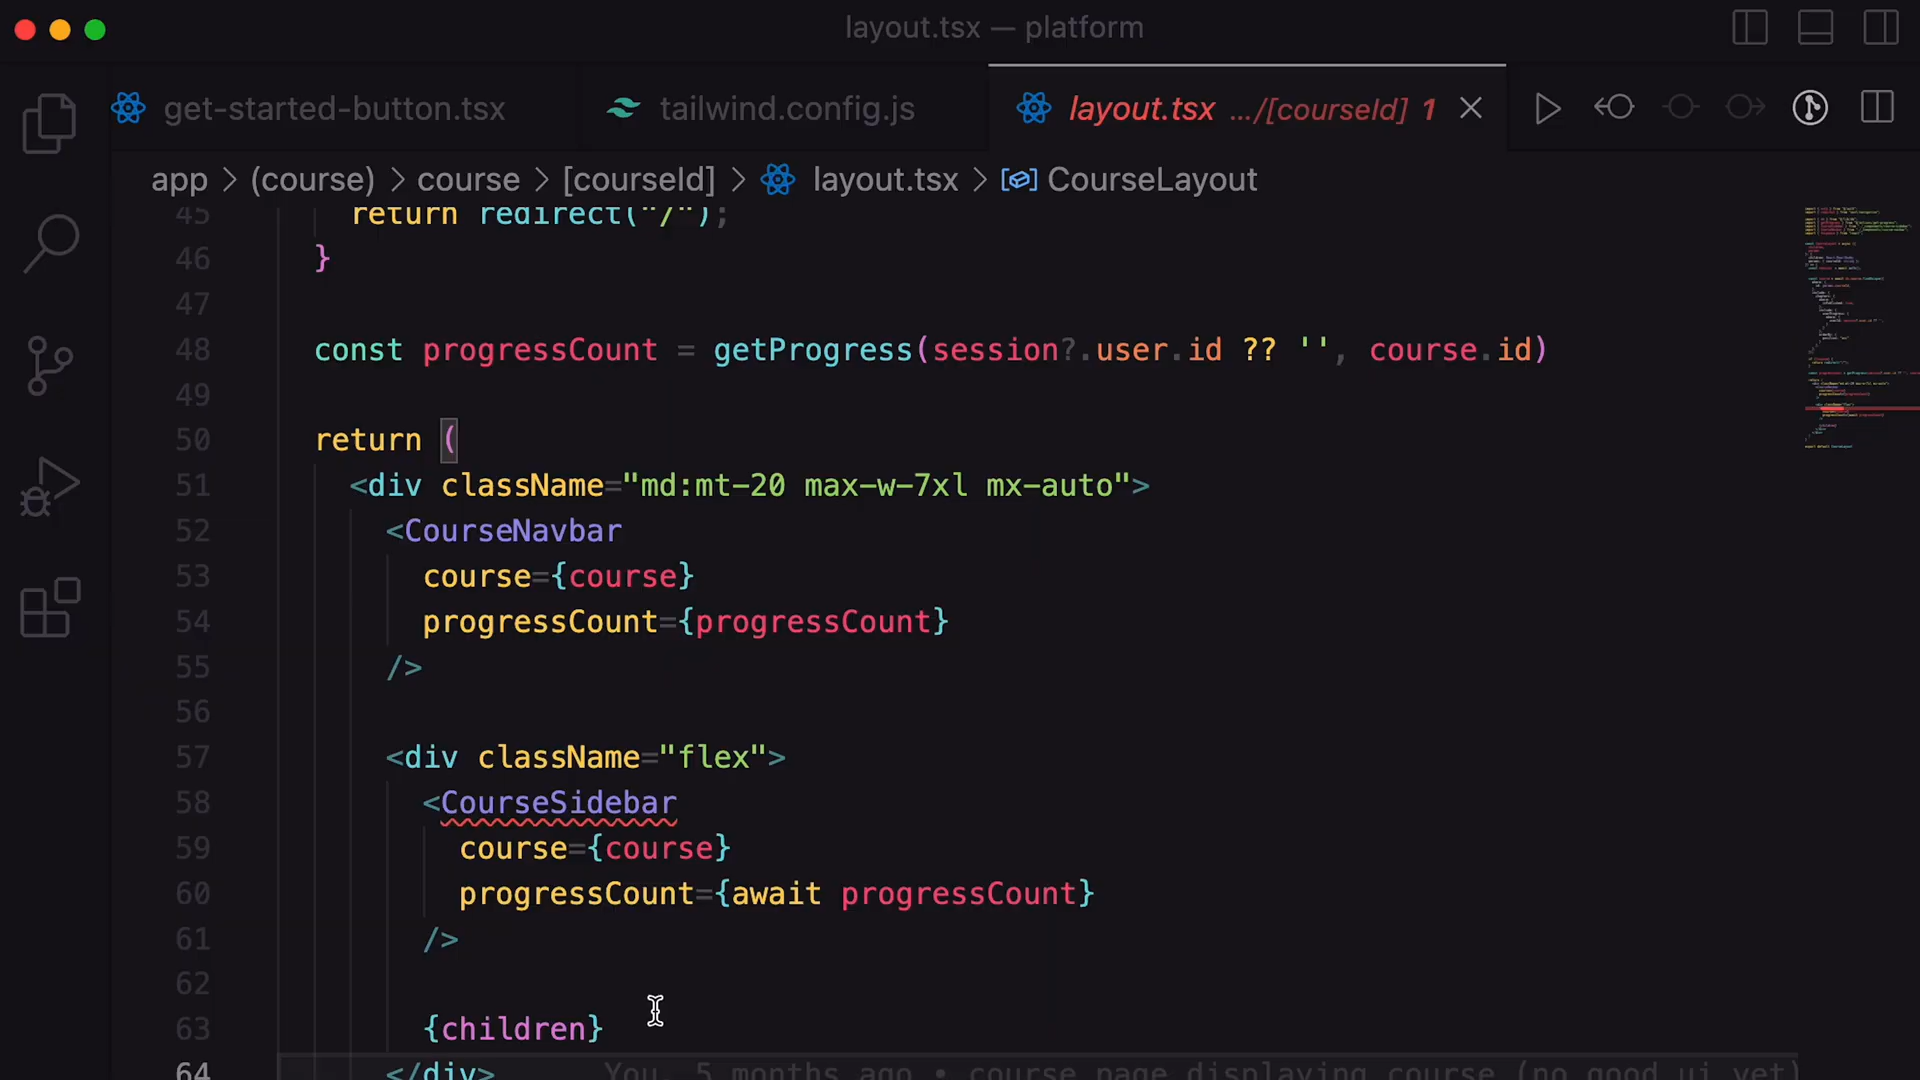 layout.tsx — platform
get-started-button.tsx
tailwind.config.js
layout.tsx .../[courseId] 1
app > (course) > course > [courseId] > layout.tsx > CourseLayout
45 return redirect("/");
46 }
47
48 const progressCount = getProgress(session?.user.id ?? '', course.id)
49
50 return (
51 <div className="md:mt-20 max-w-7xl mx-auto">
52 <CourseNavbar
53 course={course}
54 progressCount={progressCount}
55 />
56
57 <div className="flex">
58 <CourseSidebar
59 course={course}
60 progressCount={await progressCount}
61 />
62
63 {children}
64 </div> You, 5 months ago • course page displaying course (no good ui yet)